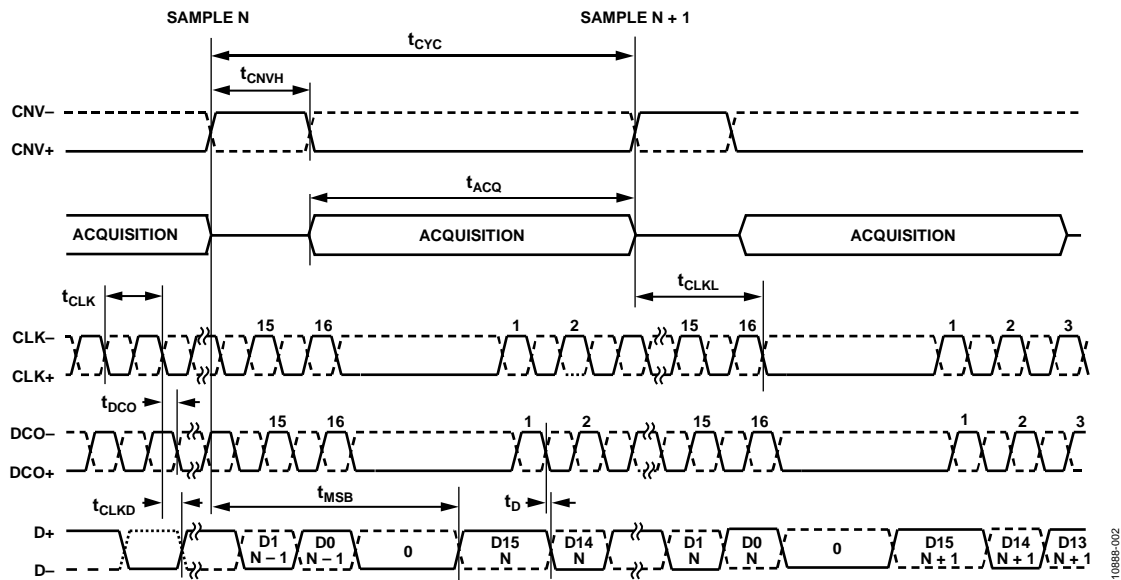 SAMPLE N SAMPLE N + 1
tCYC
tCNVH
CNV–
CNV+
tACQ
ACQUISITION ACQUISITION ACQUISITION
tCLK tCLKL
CLK– 15 16 1 2 15 16 1 2 3
CLK+
tDCO
DCO– 15 16 1 2 15 16 1 2 3
DCO+
tCLKD tMSB tD
D+ D1 D0 0 D15 D14 D1 D0 0 D15 D14 D13
D– N – 1 N – 1 N N N N N + 1 N + 1 N + 1
10888-002